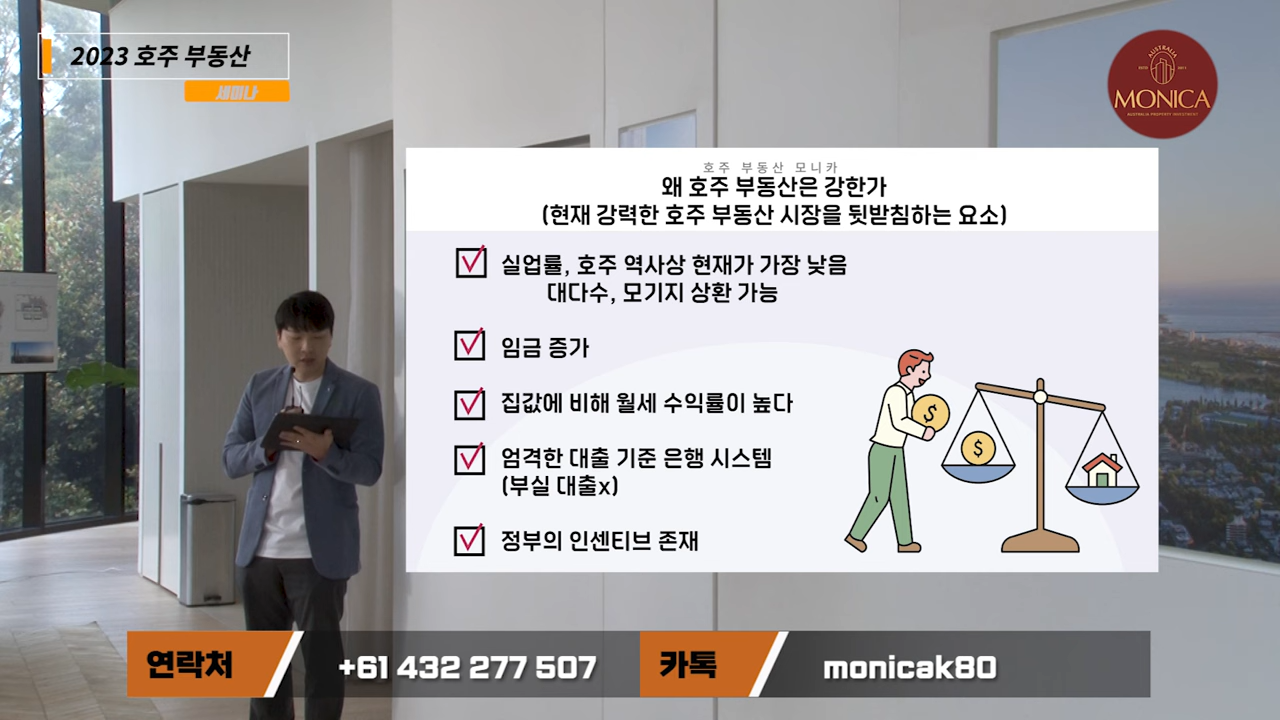 2023 호주 부동산
세미나
AUSTRALIA
MONICA
AUSTRALIA PROPERTY INVESTMENT
호주 부동산 모니카
왜 호주 부동산은 강한가
(현재 강력한 호주 부동산 시장을 뒷받침하는 요소)
실업률, 호주 역사상 현재가 가장 낮음
대다수, 모기지 상환 가능
임금 증가
집값에 비해 월세 수익률이 높다
엄격한 대출 기준 은행 시스템
(부실 대출x)
정부의 인센티브 존재
$
$
연락처
+61 432 277 507
카톡
monicak80